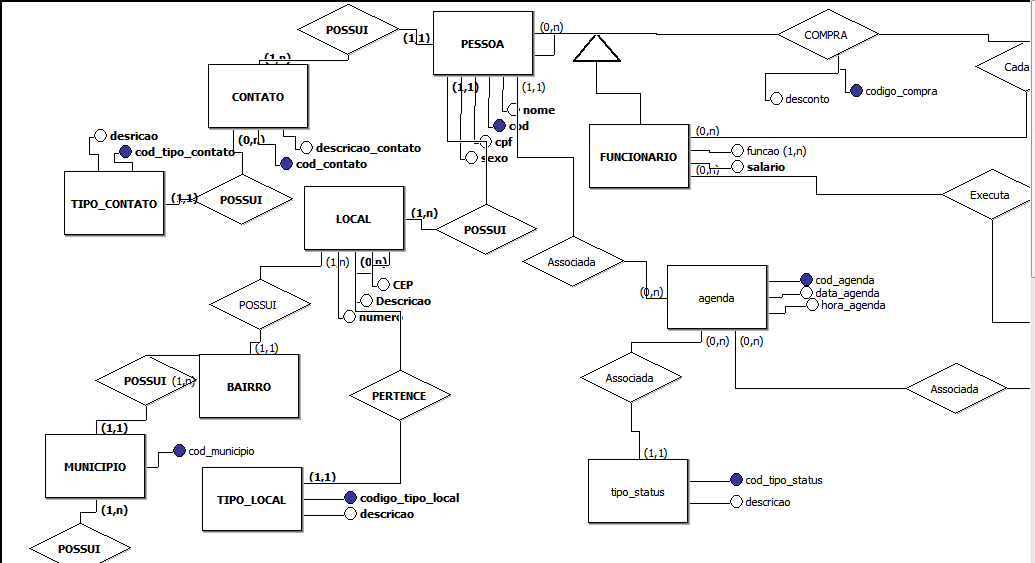 POSSUI
(1,1)
PESSOA
(0,n)
COMPRA
(1,n)
CONTATO
(1,1)
(1,1)
desconto
codigo_compra
Cada
nome
cod
cpf
sexo
desricao
cod_tipo_contato
(0,n)
descricao_contato
cod_contato
FUNCIONARIO
(0,n)
funcao (1,n)
salario
(0,n)
TIPO_CONTATO
(1,1)
POSSUI
LOCAL
(1,n)
POSSUI
Executa
(1,n)
(0,n)
CEP
Descricao
numero
Associada
(0,n)
agenda
cod_agenda
data_agenda
hora_agenda
POSSUI
(1,1)
(0,n)
(0,n)
POSSUI
(1,n)
BAIRRO
PERTENCE
Associada
Associada
(1,1)
MUNICIPIO
cod_municipio
(1,1)
TIPO_LOCAL
codigo_tipo_local
descricao
(1,1)
tipo_status
cod_tipo_status
descricao
(1,n)
POSSUI